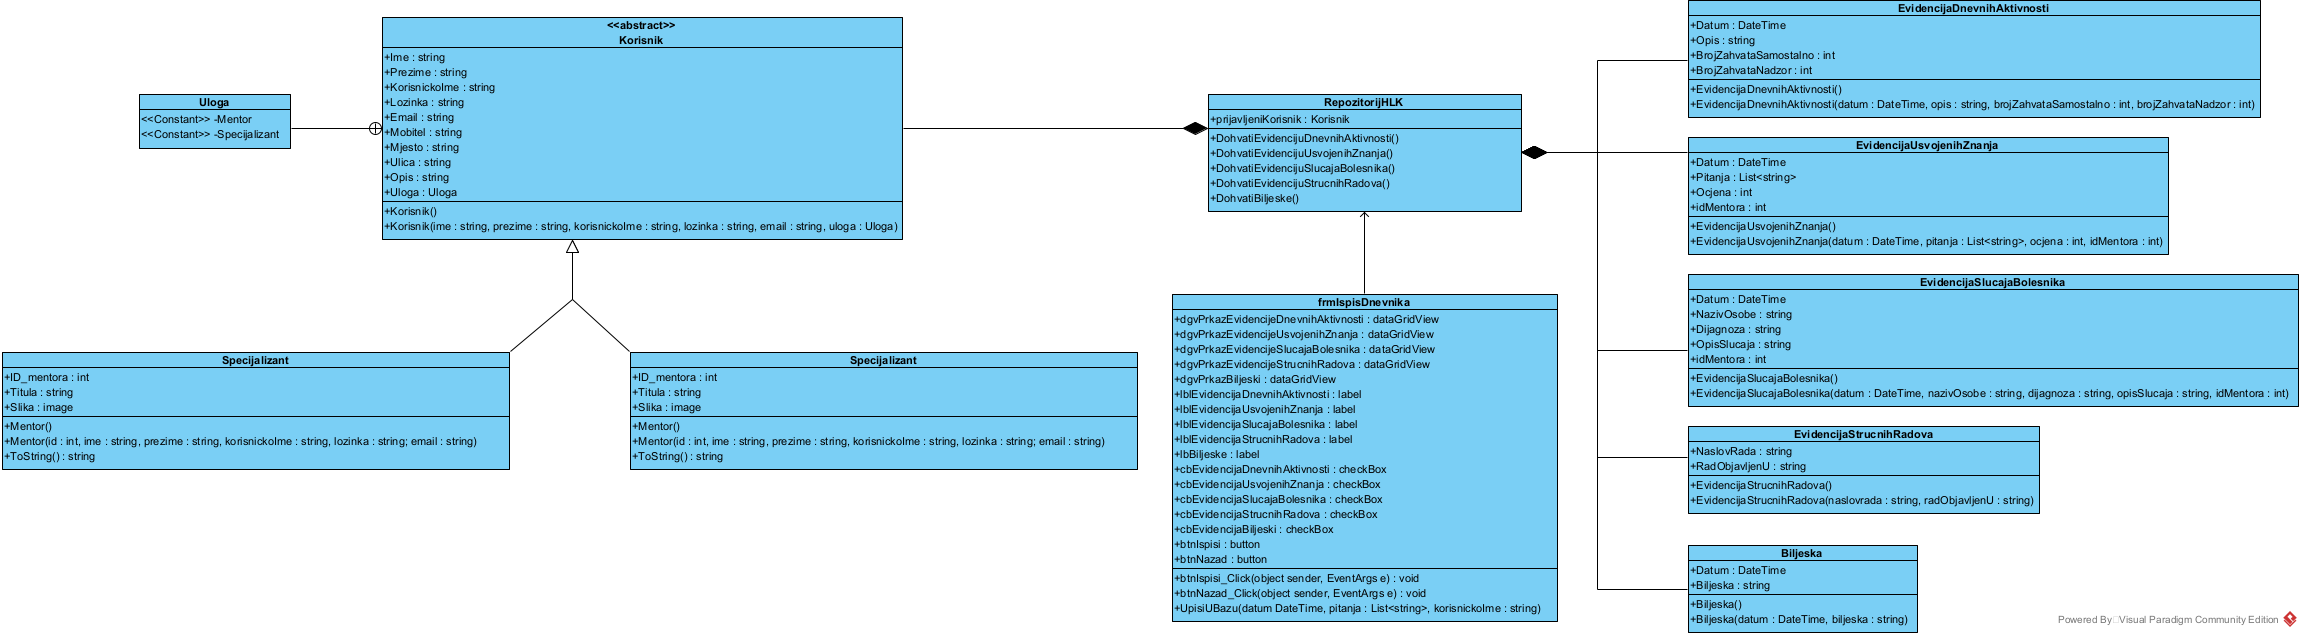 Uloga
<<Constant>> -Mentor
<<Constant>> -Specijalizant
<<abstract>>
Korisnik
+Ime : string
+Prezime : string
+KorisnickoIme : string
+Lozinka : string
+Email : string
+Mobitel : string
+Mjesto : string
+Ulica : string
+Opis : string
+Uloga : Uloga
+Korisnik()
+Korisnik(ime : string, prezime : string, korisnickoIme : string, lozinka : string, email : string, uloga : Uloga)
Specijalizant
+ID_mentora : int
+Titula : string
+Slika : image
+Mentor()
+Mentor(id : int, ime : string, prezime : string, korisnickoIme : string, lozinka : string; email : string)
+ToString() : string
Specijalizant
+ID_mentora : int
+Titula : string
+Slika : image
+Mentor()
+Mentor(id : int, ime : string, prezime : string, korisnickoIme : string, lozinka : string; email : string)
+ToString() : string
RepozitorijHLK
+prijavljeniKorisnik : Korisnik
+DohvatiEvidencijuDnevnihAktivnosti()
+DohvatiEvidencijuUsvojenihZnanja()
+DohvatiEvidencijuSlucajaBolesnika()
+DohvatiEvidencijuStrucnihRadova()
+DohvatiBiljeske()
frmIspisDnevnika
+dgvPrkazEvidencijeDnevnihAktivnosti : dataGridView
+dgvPrkazEvidencijeUsvojenihZnanja : dataGridView
+dgvPrkazEvidencijeSlucajaBolesnika : dataGridView
+dgvPrkazEvidencijeStrucnihRadova : dataGridView
+dgvPrkazBiljeski : dataGridView
+lblEvidencijaDnevnihAktivnosti : label
+lblEvidencijaUsvojenihZnanja : label
+lblEvidencijaSlucajaBolesnika : label
+lblEvidencijaStrucnihRadova : label
+lbBiljeske : label
+cbEvidencijaDnevnihAktivnosti : checkBox
+cbEvidencijaUsvojenihZnanja : checkBox
+cbEvidencijaSlucajaBolesnika : checkBox
+cbEvidencijaStrucnihRadova : checkBox
+cbEvidencijaBiljeski : checkBox
+btnIspisi : button
+btnNazad : button
+btnIspisi_Click(object sender, EventArgs e) : void
+btnNazad_Click(object sender, EventArgs e) : void
+UpisiUBazu(datum DateTime, pitanja : List<string>, korisnickoIme : string)
EvidencijaDnevnihAktivnosti
+Datum : DateTime
+Opis : string
+BrojZahvataSamostalno : int
+BrojZahvataNadzor : int
+EvidencijaDnevnihAktivnosti()
+EvidencijaDnevnihAktivnosti(datum : DateTime, opis : string, brojZahvataSamostalno : int, brojZahvataNadzor : int)
EvidencijaUsvojenihZnanja
+Datum : DateTime
+Pitanja : List<string>
+Ocjena : int
+idMentora : int
+EvidencijaUsvojenihZnanja()
+EvidencijaUsvojenihZnanja(datum : DateTime, pitanja : List<string>, ocjena : int, idMentora : int)
EvidencijaSlucajaBolesnika
+Datum : DateTime
+NazivOsobe : string
+Dijagnoza : string
+OpisSlucaja : string
+idMentora : int
+EvidencijaSlucajaBolesnika()
+EvidencijaSlucajaBolesnika(datum : DateTime, nazivOsobe : string, dijagnoza : string, opisSlucaja : string, idMentora : int)
EvidencijaStrucnihRadova
+NaslovRada : string
+RadObjavljenU : string
+EvidencijaStrucnihRadova()
+EvidencijaStrucnihRadova(naslovrada : string, radObjavljenU : string)
Biljeska
+Datum : DateTime
+Biljeska : string
+Biljeska()
+Biljeska(datum : DateTime, biljeska : string)
Powered By Visual Paradigm Community Edition